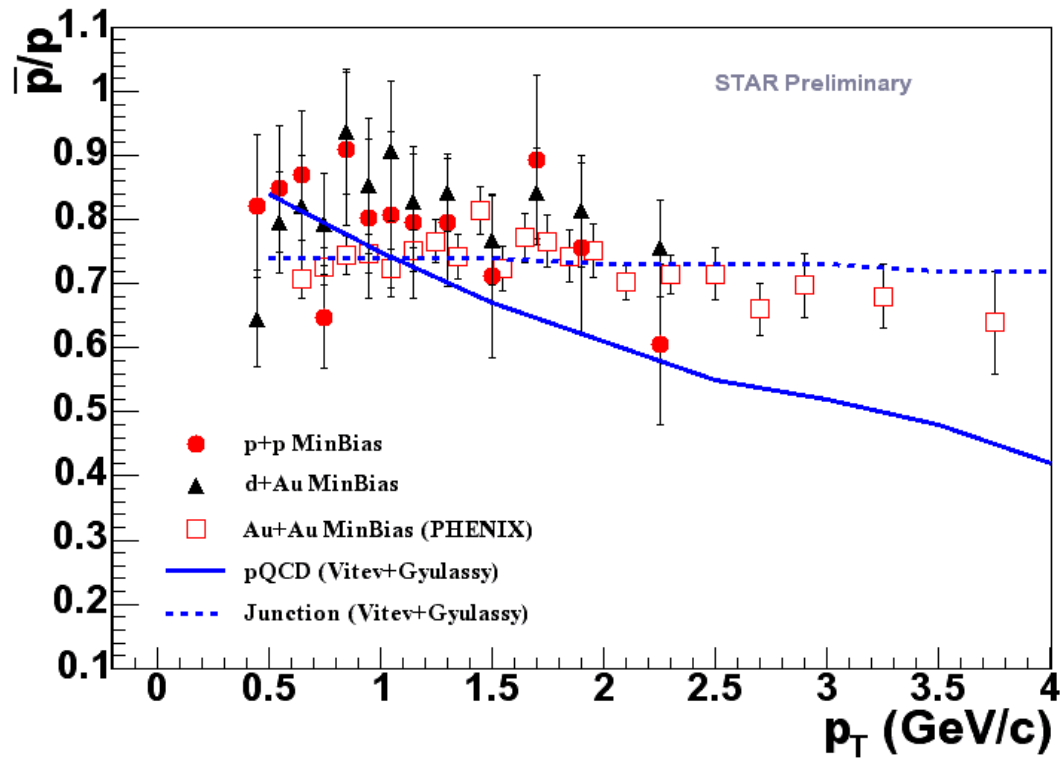 p̅/p
1.1
1
0.9
0.8
0.7
0.6
0.5
0.4
0.3
0.2
0.1
STAR Preliminary
p+p MinBias
d+Au MinBias
Au+Au MinBias (PHENIX)
pQCD (Vitev+Gyulassy)
Junction (Vitev+Gyulassy)
0 0.5 1 1.5 2 2.5 3 3.5 4
p_T (GeV/c)